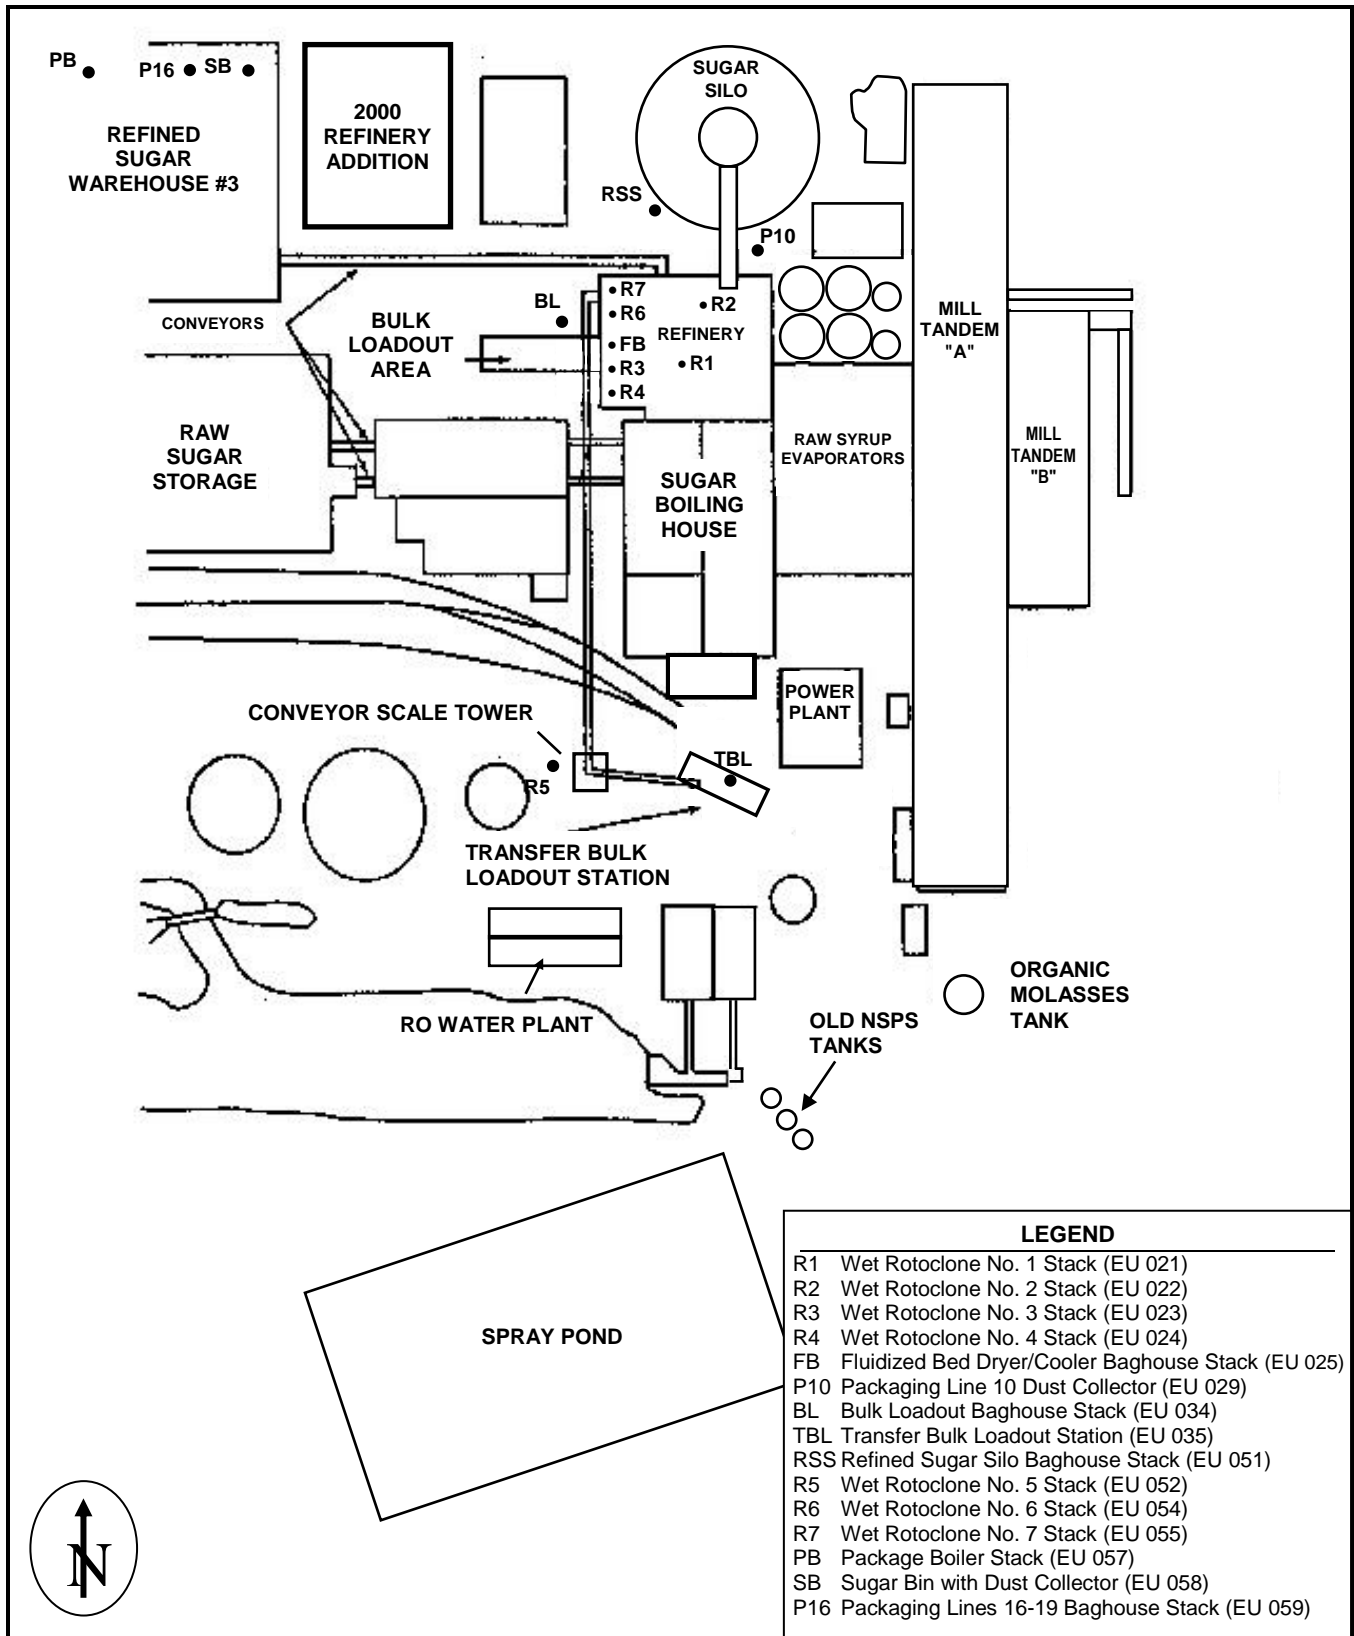 PB
P16
SB
REFINED
SUGAR
WAREHOUSE #3
2000
REFINERY
ADDITION
SUGAR
SILO
RSS
P10
CONVEYORS
BULK
LOADOUT
AREA
BL
R7
R6
FB
R3
R4
R2
REFINERY
R1
MILL
TANDEM
"A"
RAW
SUGAR
STORAGE
SUGAR
BOILING
HOUSE
RAW SYRUP
EVAPORATORS
MILL
TANDEM
"B"
POWER
PLANT
CONVEYOR SCALE TOWER
R5
TBL
TRANSFER BULK
LOADOUT STATION
RO WATER PLANT
ORGANIC
MOLASSES
TANK
OLD NSPS
TANKS
SPRAY POND
N
LEGEND
R1 Wet Rotoclone No. 1 Stack (EU 021)
R2 Wet Rotoclone No. 2 Stack (EU 022)
R3 Wet Rotoclone No. 3 Stack (EU 023)
R4 Wet Rotoclone No. 4 Stack (EU 024)
FB Fluidized Bed Dryer/Cooler Baghouse Stack (EU 025)
P10 Packaging Line 10 Dust Collector (EU 029)
BL Bulk Loadout Baghouse Stack (EU 034)
TBL Transfer Bulk Loadout Station (EU 035)
RSS Refined Sugar Silo Baghouse Stack (EU 051)
R5 Wet Rotoclone No. 5 Stack (EU 052)
R6 Wet Rotoclone No. 6 Stack (EU 054)
R7 Wet Rotoclone No. 7 Stack (EU 055)
PB Package Boiler Stack (EU 057)
SB Sugar Bin with Dust Collector (EU 058)
P16 Packaging Lines 16-19 Baghouse Stack (EU 059)